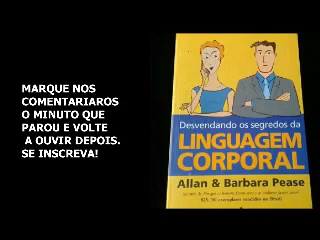 MARQUE NOS
COMENTARIAROS
O MINUTO QUE
PAROU E VOLTE
A OUVIR DEPOIS.
SE INSCREVA!
Desvendando os segredos da
LINGUAGEM
CORPORAL
Allan & Barbara Pease